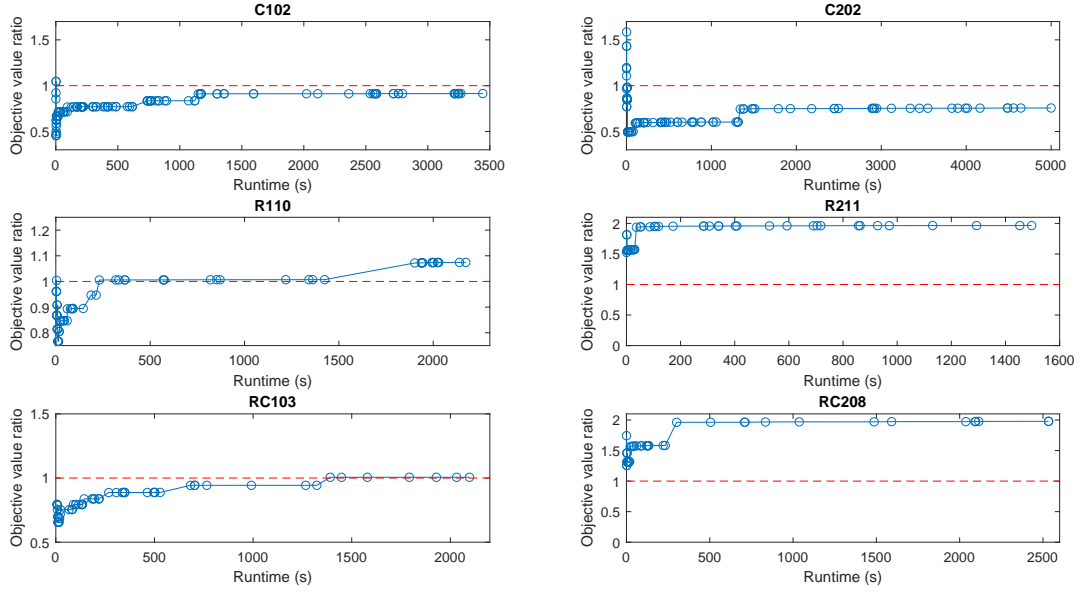 C102
Objective value ratio
1.5
1
0.5
0 500 1000 1500 2000 2500 3000 3500
Runtime (s)
C202
Objective value ratio
1.5
1
0.5
0 1000 2000 3000 4000 5000
Runtime (s)
R110
Objective value ratio
1.2
1.1
1
0.9
0.8
0 500 1000 1500 2000
Runtime (s)
R211
Objective value ratio
2
1.5
1
0.5
0
0 200 400 600 800 1000 1200 1400 1600
Runtime (s)
RC103
Objective value ratio
1.5
1
0.5
0 500 1000 1500 2000
Runtime (s)
RC208
Objective value ratio
2
1.5
1
0.5
0
0 500 1000 1500 2000 2500
Runtime (s)